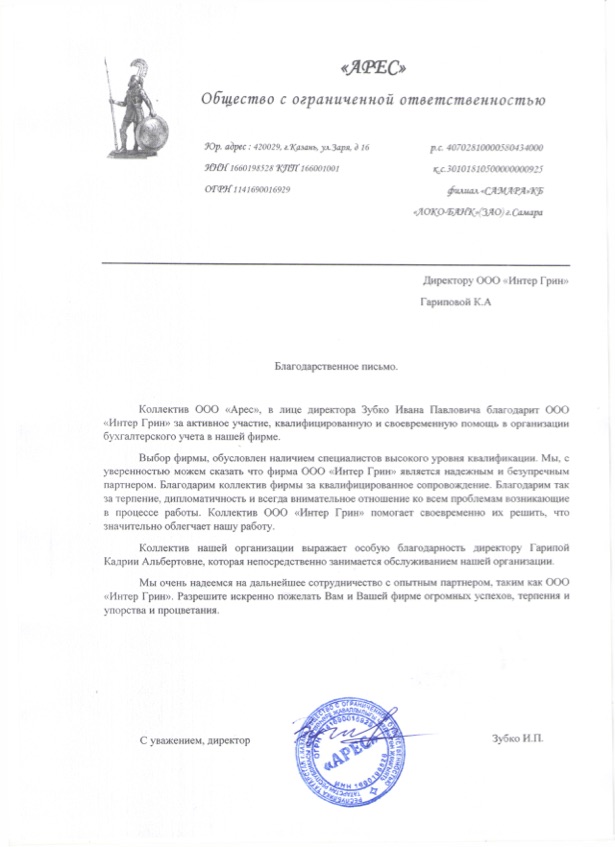 «АРЕС»
Общество с ограниченной ответственностью
Юр. адрес : 420029, г.Казань, ул.Заря, д 16
р.с. 40702810000580434000
ИНН 1660198528 КПП 166001001
к.с.30101810500000000925
ОГРН 1141690016929
филиал «САМАРА«КБ
«ЛОКО-БАНК»(ЗАО) г.Самара
Директору ООО «Интер Грин»
Гариповой К.А
Благодарственное письмо.
Коллектив ООО «Арес», в лице директора Зубко Ивана Павловича благодарит ООО
«Интер Грин» за активное участие, квалифицированную и своевременную помощь в организации
бухгалтерского учета в нашей фирме.
Выбор фирмы, обусловлен наличием специалистов высокого уровня квалификации. Мы, с
уверенностью можем сказать что фирма ООО «Интер Грин» является надежным и безупречным
партнером. Благодарим коллектив фирмы за квалифицированное сопровождение. Благодарим так
за терпение, дипломатичность и всегда внимательное отношение ко всем проблемам возникающие
в процессе работы. Коллектив ООО «Интер Грин» помогает своевременно их решить, что
значительно облегчает нашу работу.
Коллектив нашей организации выражает особую благодарность директору Гарипой
Кадрии Альбертовне, которая непосредственно занимается обслуживанием нашей организации.
Мы очень надеемся на дальнейшее сотрудничество с опытным партнером, таким как ООО
«Интер Грин». Разрешите искренно пожелать Вам и Вашей фирме огромных успехов, терпения и
упорства и процветания.
С уважением, директор
«АРЕС»
Зубко И.П.